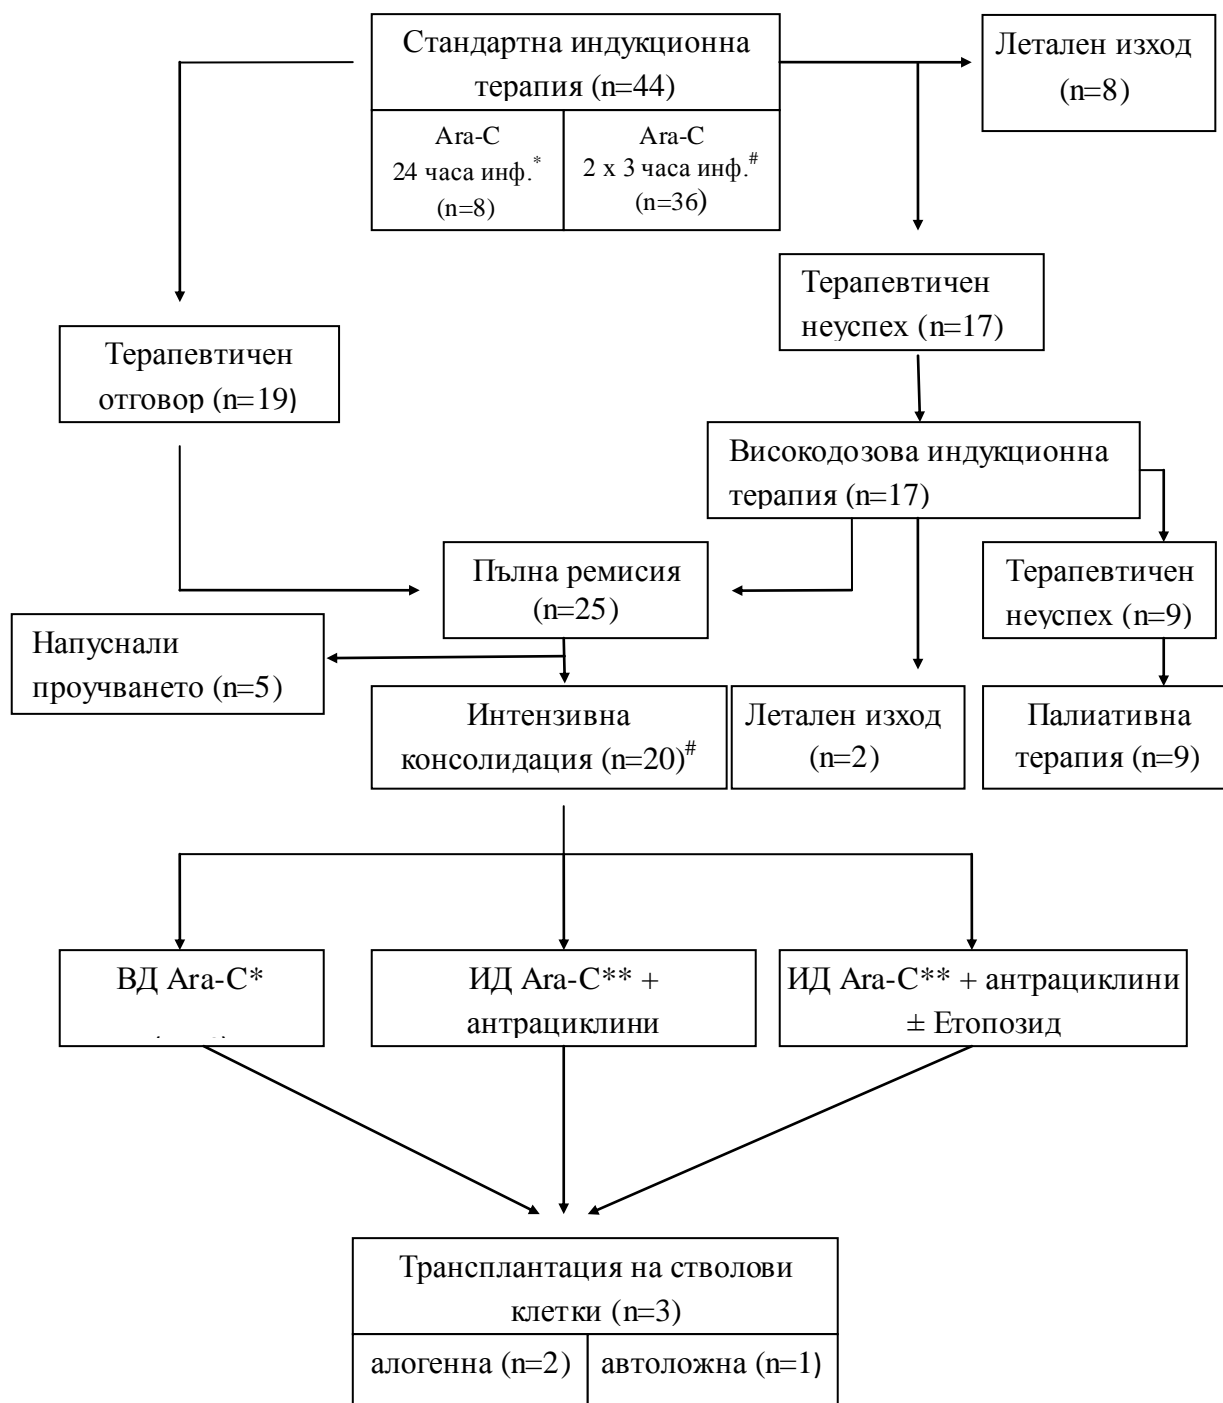 Стандартна индукционна
терапия (n=44)
Летален изход
(n=8)
Ara-C
24 часа инф.*
(n=8)
Ara-C
2 x 3 часа инф.#
(n=36)
Терапевтичен
неуспех (n=17)
Терапевтичен
отговор (n=19)
Високодозова индукционна
терапия (n=17)
Пълна ремисия
(n=25)
Терапевтичен
неуспех (n=9)
Напуснали
проучването (n=5)
Интензивна
консолидация (n=20)#
Летален изход
(n=2)
Палиативна
терапия (n=9)
ВД Ara-C*
ИД Ara-C** +
антрациклини
ИД Ara-C** + антрациклини
± Етопозид
Трансплантация на стволови
клетки (n=3)
алогенна (n=2)
автоложна (n=1)